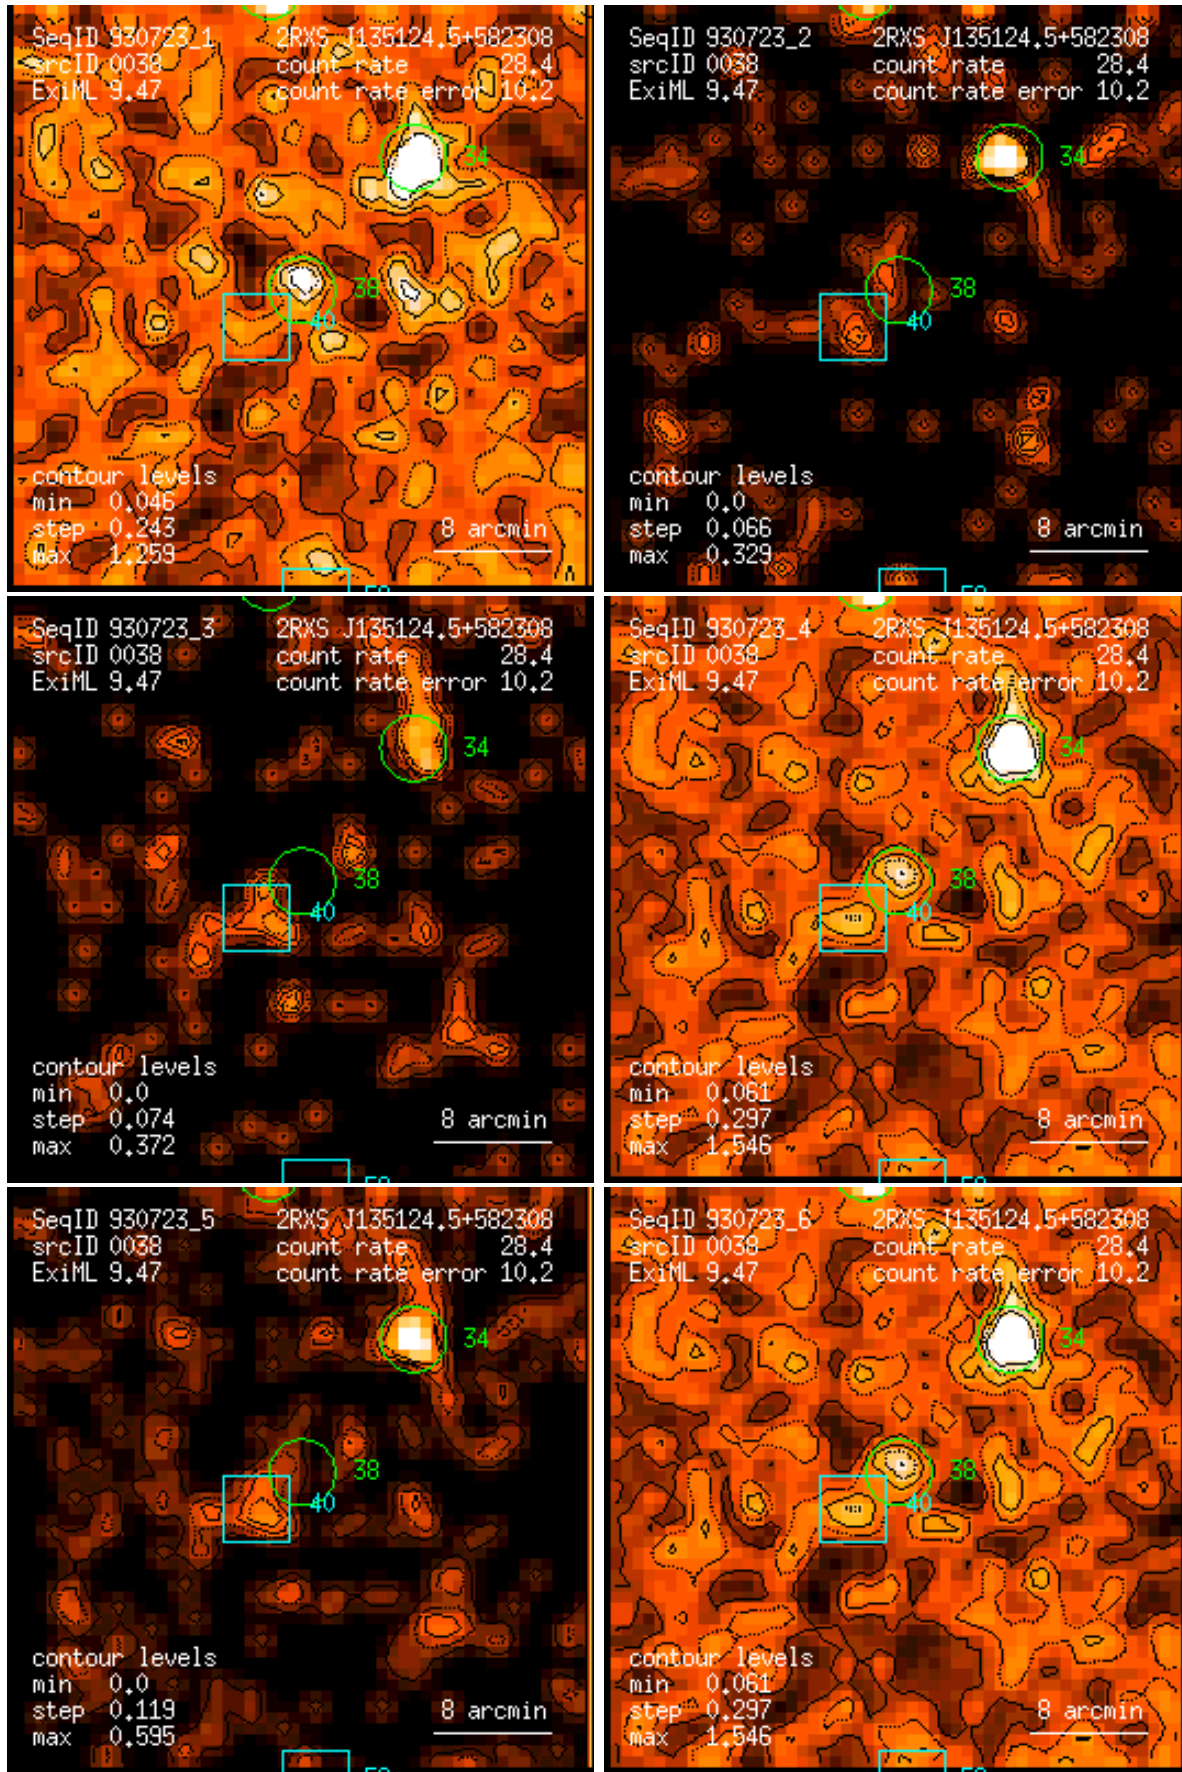 SeqID 930723_1 2RXS J135124.5+582308
srcID 0038 count rate 28.4
ExiML 9.47 count rate error 10.2
34
38
40
contour levels
min 0.046
step 0.243 8 arcmin
max 1.259
SeqID 930723_2 2RXS J135124.5+582308
srcID 0038 count rate 28.4
ExiML 9.47 count rate error 10.2
34
38
40
contour levels
min 0.0
step 0.066 8 arcmin
max 0.329
SeqID 930723_3 2RXS J135124.5+582308
srcID 0038 count rate 28.4
ExiML 9.47 count rate error 10.2
34
38
40
contour levels
min 0.0
step 0.074 8 arcmin
max 0.372
SeqID 930723_4 2RXS J135124.5+582308
srcID 0038 count rate 28.4
ExiML 9.47 count rate error 10.2
34
38
40
contour levels
min 0.061
step 0.297 8 arcmin
max 1.546
SeqID 930723_5 2RXS J135124.5+582308
srcID 0038 count rate 28.4
ExiML 9.47 count rate error 10.2
34
38
40
contour levels
min 0.0
step 0.119 8 arcmin
max 0.595
SeqID 930723_6 2RXS J135124.5+582308
srcID 0038 count rate 28.4
ExiML 9.47 count rate error 10.2
34
38
40
contour levels
min 0.061
step 0.297 8 arcmin
max 1.546